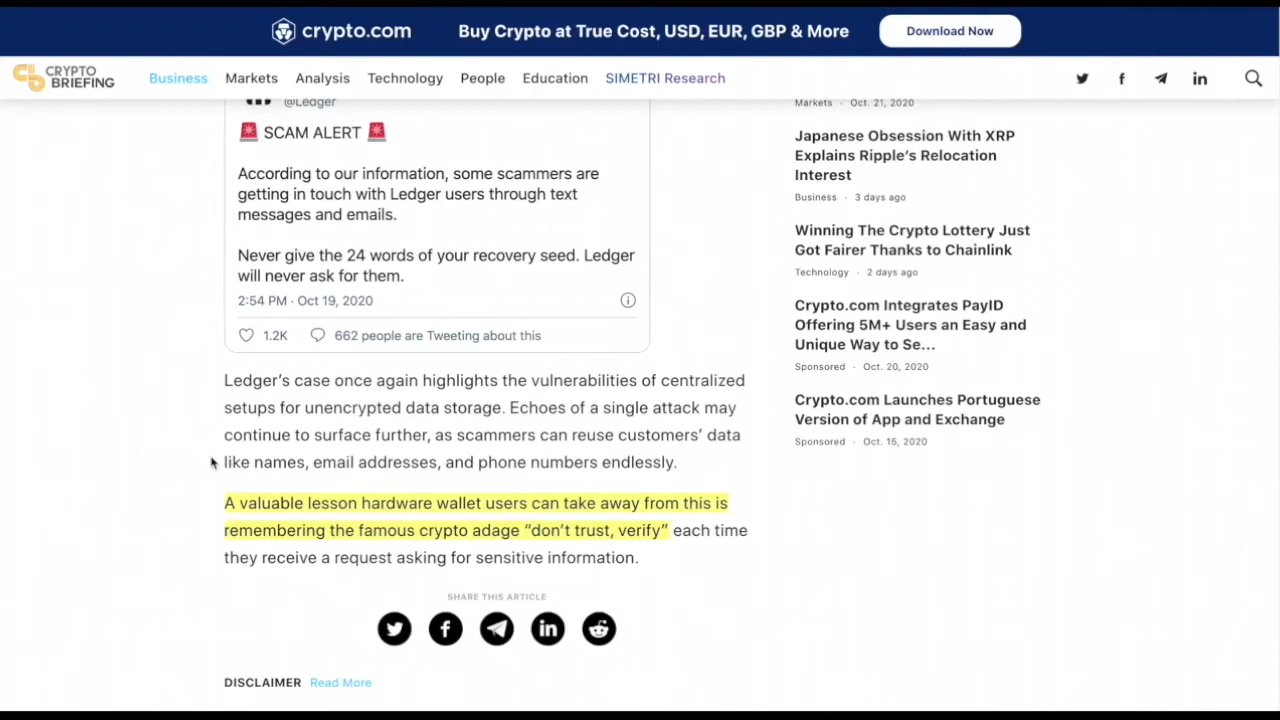 crypto.com Buy Crypto at True Cost, USD, EUR, GBP & More Download Now
CRYPTO
BRIEFING
Business Markets Analysis Technology People Education SIMETRI Research
@Ledger
🚨 SCAM ALERT 🚨
According to our information, some scammers are
getting in touch with Ledger users through text
messages and emails.
Never give the 24 words of your recovery seed. Ledger
will never ask for them.
2:54 PM · Oct 19, 2020
1.2K 662 people are Tweeting about this
Ledger's case once again highlights the vulnerabilities of centralized
setups for unencrypted data storage. Echoes of a single attack may
continue to surface further, as scammers can reuse customers' data
like names, email addresses, and phone numbers endlessly.
A valuable lesson hardware wallet users can take away from this is
remembering the famous crypto adage "don't trust, verify" each time
they receive a request asking for sensitive information.
SHARE THIS ARTICLE
DISCLAIMER Read More
Markets · Oct. 21, 2020
Japanese Obsession With XRP
Explains Ripple's Relocation
Interest
Business · 3 days ago
Winning The Crypto Lottery Just
Got Fairer Thanks to Chainlink
Technology · 2 days ago
Crypto.com Integrates PayID
Offering 5M+ Users an Easy and
Unique Way to Se...
Sponsored · Oct. 20, 2020
Crypto.com Launches Portuguese
Version of App and Exchange
Sponsored · Oct. 15, 2020